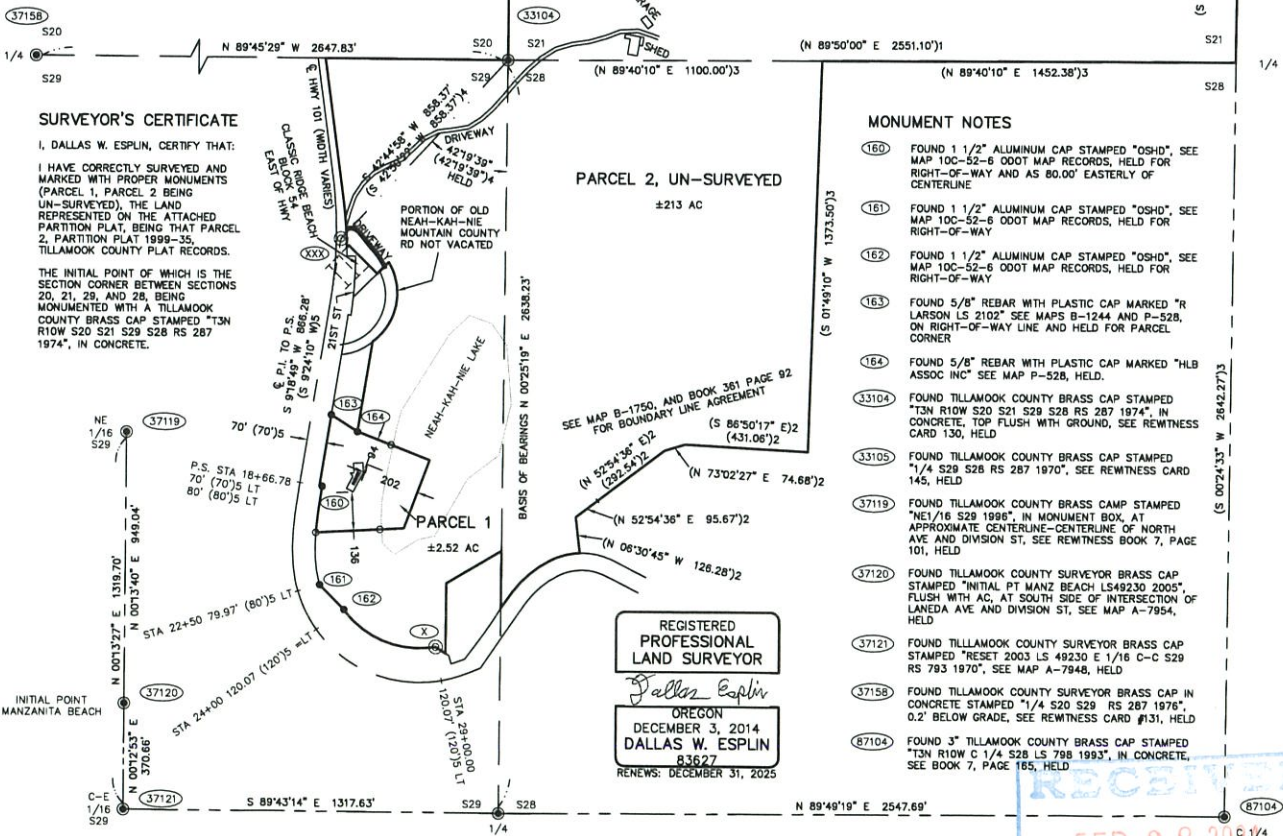 37158
S20
1/4
S29
N 89°45'29" W 2647.83'
33104
S20 S21
S29 S28
SHED
(N 89°50'00" E 2551.10')1
(N 89°40'10" E 1100.00')3
(N 89°40'10" E 1452.38')3
S21
1/4
S28
SURVEYOR'S CERTIFICATE
I, DALLAS W. ESPLIN, CERTIFY THAT:
I HAVE CORRECTLY SURVEYED AND
MARKED WITH PROPER MONUMENTS
(PARCEL 1, PARCEL 2 BEING
UN-SURVEYED), THE LAND
REPRESENTED ON THE ATTACHED
PARTITION PLAT, BEING THAT PARCEL
2, PARTITION PLAT 1999-35,
TILLAMOOK COUNTY PLAT RECORDS.
THE INITIAL POINT OF WHICH IS THE
SECTION CORNER BETWEEN SECTIONS
20, 21, 29, AND 28, BEING
MONUMENTED WITH A TILLAMOOK
COUNTY BRASS CAP STAMPED "T3N
R10W S20 S21 S29 S28 RS 287
1974", IN CONCRETE.
℄ HWY 101 (WIDTH VARIES)
CLASSIC RIDGE BEACH
BLOCK 54
EAST OF HWY
XXX
S 42°44'58" W 858.37'
858.37')4
DRIVEWAY
42°19'39"
(42°19'39")4
HELD
DRIVEWAY
PORTION OF OLD
NEAH-KAH-NIE
MOUNTAIN COUNTY
RD NOT VACATED
PARCEL 2, UN-SURVEYED
±213 AC
(S 01°49'10" W 1373.50')3
BASIS OF BEARINGS N 00°25'19" E 2638.23'
21ST ST
℄ P.I. TO P.S.
S 9°18'49" W 866.28'
(S 9°24'10" W)5
NEAH-KAH-NIE LAKE
163
164
70' (70')5
P.S. STA 18+66.78
70' (70')5 LT
80' (80')5 LT
94
202
160
136
PARCEL 1
±2.52 AC
SEE MAP B-1750, AND BOOK 361 PAGE 92
FOR BOUNDARY LINE AGREEMENT
(S 86°50'17" E)2
(431.06')2
(N 52°54'36" E)2
(292.54')2
(N 73°02'27" E 74.68')2
(N 52°54'36" E 95.67')2
(N 06°30'45" W 126.28')2
161
162
X
STA 22+50 79.97' (80')5 LT
STA 24+00 120.07 (120')5 =LT
STA 29+00.00
120.07' (120')5 LT
NE
1/16
S29
37119
N 00°13'27" E 1319.70'
N 00°13'40" E 949.04'
INITIAL POINT
MANZANITA BEACH
37120
N 00°12'53" E
370.66'
C-E
1/16
S29
37121
S 89°43'14" E 1317.63'
S29 S28
1/4
N 89°49'19" E 2547.69'
REGISTERED
PROFESSIONAL
LAND SURVEYOR
Dallas Esplin
OREGON
DECEMBER 3, 2014
DALLAS W. ESPLIN
83627
RENEWS: DECEMBER 31, 2025
MONUMENT NOTES
160 FOUND 1 1/2" ALUMINUM CAP STAMPED "OSHD", SEE
MAP 10C-52-6 ODOT MAP RECORDS, HELD FOR
RIGHT-OF-WAY AND AS 80.00' EASTERLY OF
CENTERLINE
161 FOUND 1 1/2" ALUMINUM CAP STAMPED "OSHD", SEE
MAP 10C-52-6 ODOT MAP RECORDS, HELD FOR
RIGHT-OF-WAY
162 FOUND 1 1/2" ALUMINUM CAP STAMPED "OSHD", SEE
MAP 10C-52-6 ODOT MAP RECORDS, HELD FOR
RIGHT-OF-WAY
163 FOUND 5/8" REBAR WITH PLASTIC CAP MARKED "R
LARSON LS 2102" SEE MAPS B-1244 AND P-528,
ON RIGHT-OF-WAY LINE AND HELD FOR PARCEL
CORNER
164 FOUND 5/8" REBAR WITH PLASTIC CAP MARKED "HLB
ASSOC INC" SEE MAP P-528, HELD.
33104 FOUND TILLAMOOK COUNTY BRASS CAP STAMPED
"T3N R10W S20 S21 S29 S28 RS 287 1974", IN
CONCRETE, TOP FLUSH WITH GROUND, SEE REWITNESS
CARD 130, HELD
33105 FOUND TILLAMOOK COUNTY BRASS CAP STAMPED
"1/4 S29 S28 RS 287 1970", SEE REWITNESS CARD
145, HELD
37119 FOUND TILLAMOOK COUNTY BRASS CAMP STAMPED
"NE1/16 S29 1996", IN MONUMENT BOX, AT
APPROXIMATE CENTERLINE-CENTERLINE OF NORTH
AVE AND DIVISION ST, SEE REWITNESS BOOK 7, PAGE
101, HELD
37120 FOUND TILLAMOOK COUNTY SURVEYOR BRASS CAP
STAMPED "INITIAL PT MANZ BEACH LS49230 2005",
FLUSH WITH AC, AT SOUTH SIDE OF INTERSECTION OF
LANEDA AVE AND DIVISION ST, SEE MAP A-7954,
HELD
37121 FOUND TILLAMOOK COUNTY SURVEYOR BRASS CAP
STAMPED "RESET 2003 LS 49230 E 1/16 C-C S29
RS 793 1970", SEE MAP A-7948, HELD
37158 FOUND TILLAMOOK COUNTY SURVEYOR BRASS CAP IN
CONCRETE STAMPED "1/4 S20 S29 RS 287 1976",
0.2' BELOW GRADE, SEE REWITNESS CARD #131, HELD
87104 FOUND 3" TILLAMOOK COUNTY BRASS CAP STAMPED
"T3N R10W C 1/4 S28 LS 798 1993", IN CONCRETE,
SEE BOOK 7, PAGE 165, HELD
(S 00°24'33" W 2642.27')3
87104
C 1/4